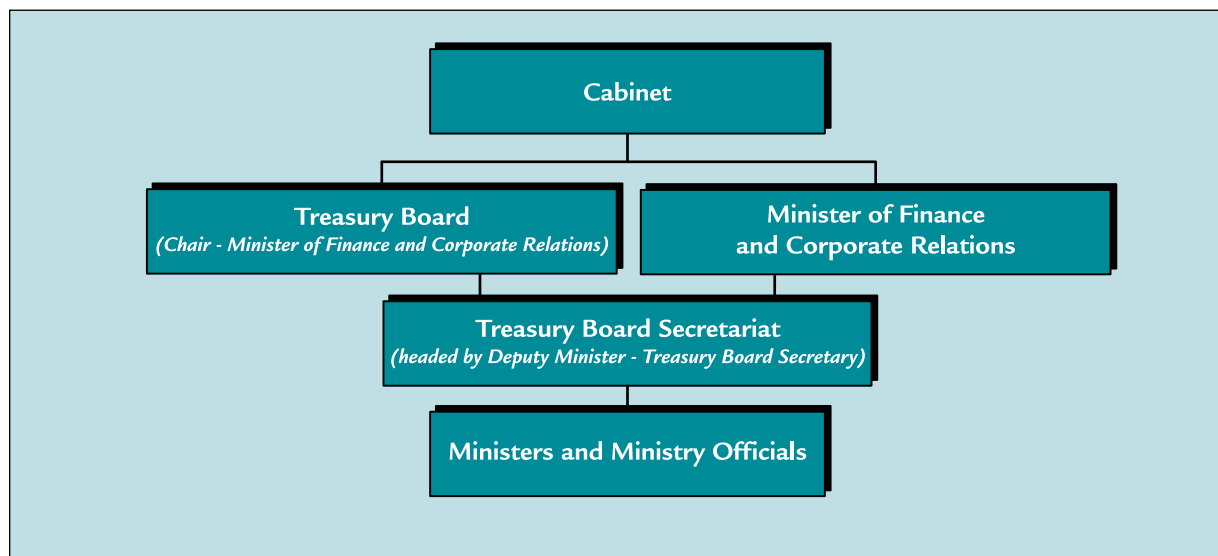 Cabinet
Treasury Board
(Chair - Minister of Finance and Corporate Relations)
Minister of Finance
and Corporate Relations
Treasury Board Secretariat
(headed by Deputy Minister - Treasury Board Secretary)
Ministers and Ministry Officials